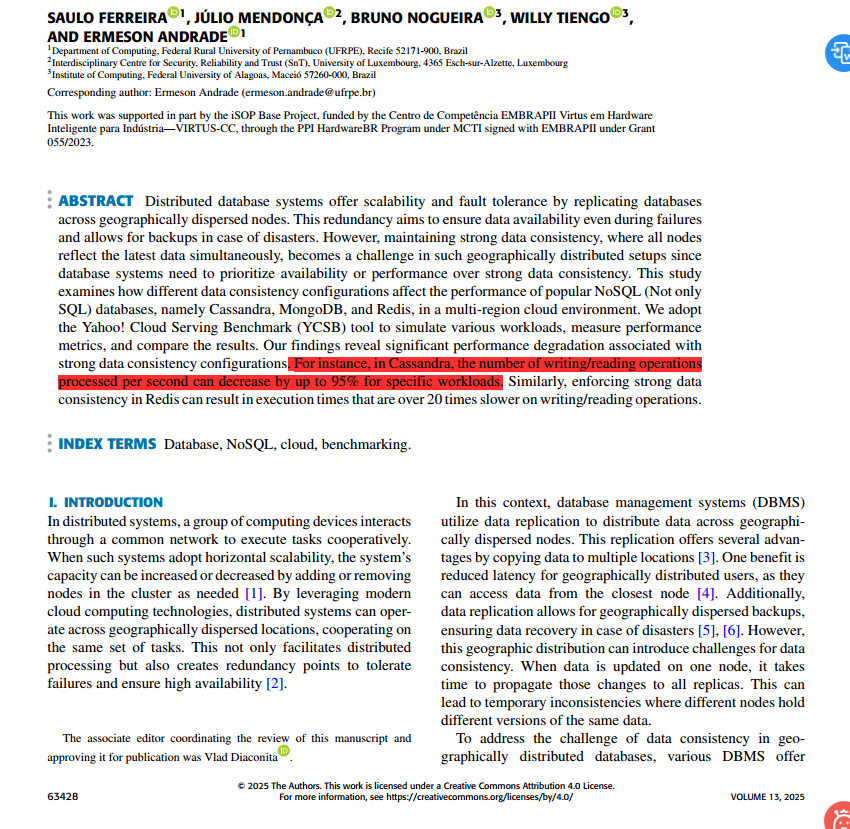 SAULO FERREIRA 1, JÚLIO MENDONÇA 2, BRUNO NOGUEIRA 3, WILLY TIENGO 3,
AND ERMESON ANDRADE 1
1Department of Computing, Federal Rural University of Pernambuco (UFRPE), Recife 52171-900, Brazil
2Interdisciplinary Centre for Security, Reliability and Trust (SnT), University of Luxembourg, 4365 Esch-sur-Alzette, Luxembourg
3Institute of Computing, Federal University of Alagoas, Maceió 57260-000, Brazil
Corresponding author: Ermeson Andrade (ermeson.andrade@ufrpe.br)
This work was supported in part by the iSOP Base Project, funded by the Centro de Competência EMBRAPII Virtus em Hardware
Inteligente para Indústria—VIRTUS-CC, through the PPI HardwareBR Program under MCTI signed with EMBRAPII under Grant
055/2023.
ABSTRACT Distributed database systems offer scalability and fault tolerance by replicating databases
across geographically dispersed nodes. This redundancy aims to ensure data availability even during failures
and allows for backups in case of disasters. However, maintaining strong data consistency, where all nodes
reflect the latest data simultaneously, becomes a challenge in such geographically distributed setups since
database systems need to prioritize availability or performance over strong data consistency. This study
examines how different data consistency configurations affect the performance of popular NoSQL (Not only
SQL) databases, namely Cassandra, MongoDB, and Redis, in a multi-region cloud environment. We adopt
the Yahoo! Cloud Serving Benchmark (YCSB) tool to simulate various workloads, measure performance
metrics, and compare the results. Our findings reveal significant performance degradation associated with
strong data consistency configurations. For instance, in Cassandra, the number of writing/reading operations
processed per second can decrease by up to 95% for specific workloads. Similarly, enforcing strong data
consistency in Redis can result in execution times that are over 20 times slower on writing/reading operations.
INDEX TERMS Database, NoSQL, cloud, benchmarking.
I. INTRODUCTION
In distributed systems, a group of computing devices interacts
through a common network to execute tasks cooperatively.
When such systems adopt horizontal scalability, the system's
capacity can be increased or decreased by adding or removing
nodes in the cluster as needed [1]. By leveraging modern
cloud computing technologies, distributed systems can oper-
ate across geographically dispersed locations, cooperating on
the same set of tasks. This not only facilitates distributed
processing but also creates redundancy points to tolerate
failures and ensure high availability [2].
The associate editor coordinating the review of this manuscript and
approving it for publication was Vlad Diaconita .
In this context, database management systems (DBMS)
utilize data replication to distribute data across geographi-
cally dispersed nodes. This replication offers several advan-
tages by copying data to multiple locations [3]. One benefit is
reduced latency for geographically distributed users, as they
can access data from the closest node [4]. Additionally,
data replication allows for geographically dispersed backups,
ensuring data recovery in case of disasters [5], [6]. However,
this geographic distribution can introduce challenges for data
consistency. When data is updated on one node, it takes
time to propagate those changes to all replicas. This can
lead to temporary inconsistencies where different nodes hold
different versions of the same data.
To address the challenge of data consistency in geo-
graphically distributed databases, various DBMS offer
© 2025 The Authors. This work is licensed under a Creative Commons Attribution 4.0 License.
For more information, see https://creativecommons.org/licenses/by/4.0/
63428
VOLUME 13, 2025